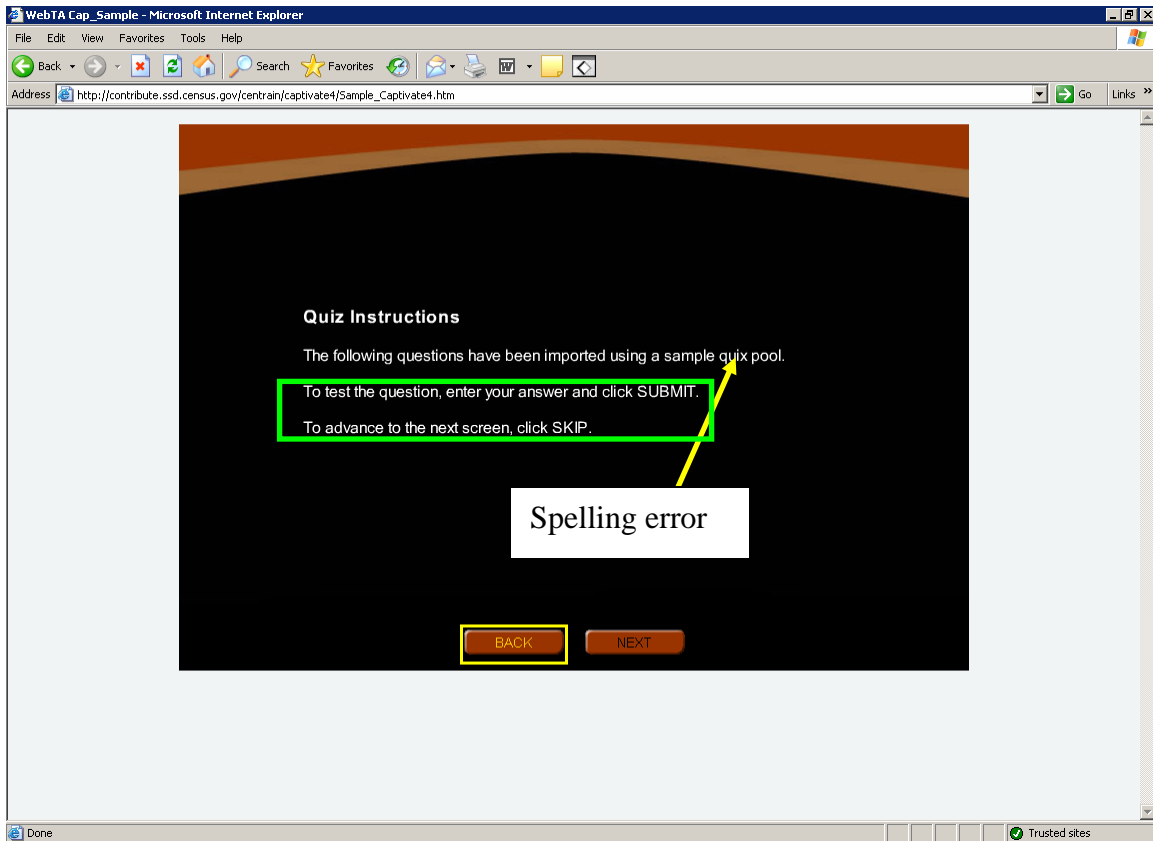 WebTA Cap_Sample - Microsoft Internet Explorer
File Edit View Favorites Tools Help
Back Search Favorites
Address http://contribute.ssd.census.gov/centrain/captivate4/Sample_Captivate4.htm Go Links »
Quiz Instructions
The following questions have been imported using a sample quix pool.
To test the question, enter your answer and click SUBMIT.
To advance to the next screen, click SKIP.
Spelling error
BACK NEXT
Done Trusted sites